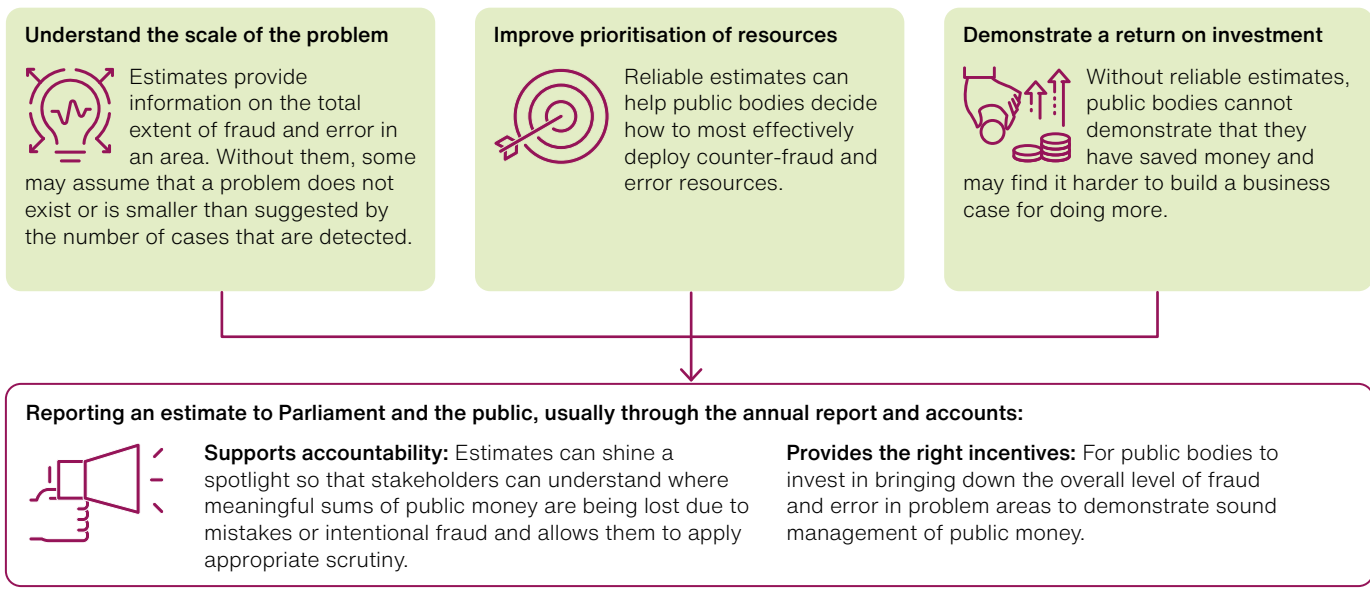 Understand the scale of the problem
Estimates provide
information on the total
extent of fraud and error in
an area. Without them, some
may assume that a problem does not
exist or is smaller than suggested by
the number of cases that are detected.
Improve prioritisation of resources
Reliable estimates can
help public bodies decide
how to most effectively
deploy counter-fraud and
error resources.
Demonstrate a return on investment
Without reliable estimates,
public bodies cannot
demonstrate that they
have saved money and
may find it harder to build a business
case for doing more.
Reporting an estimate to Parliament and the public, usually through the annual report and accounts:
Supports accountability: Estimates can shine a
spotlight so that stakeholders can understand where
meaningful sums of public money are being lost due to
mistakes or intentional fraud and allows them to apply
appropriate scrutiny.
Provides the right incentives: For public bodies to
invest in bringing down the overall level of fraud
and error in problem areas to demonstrate sound
management of public money.